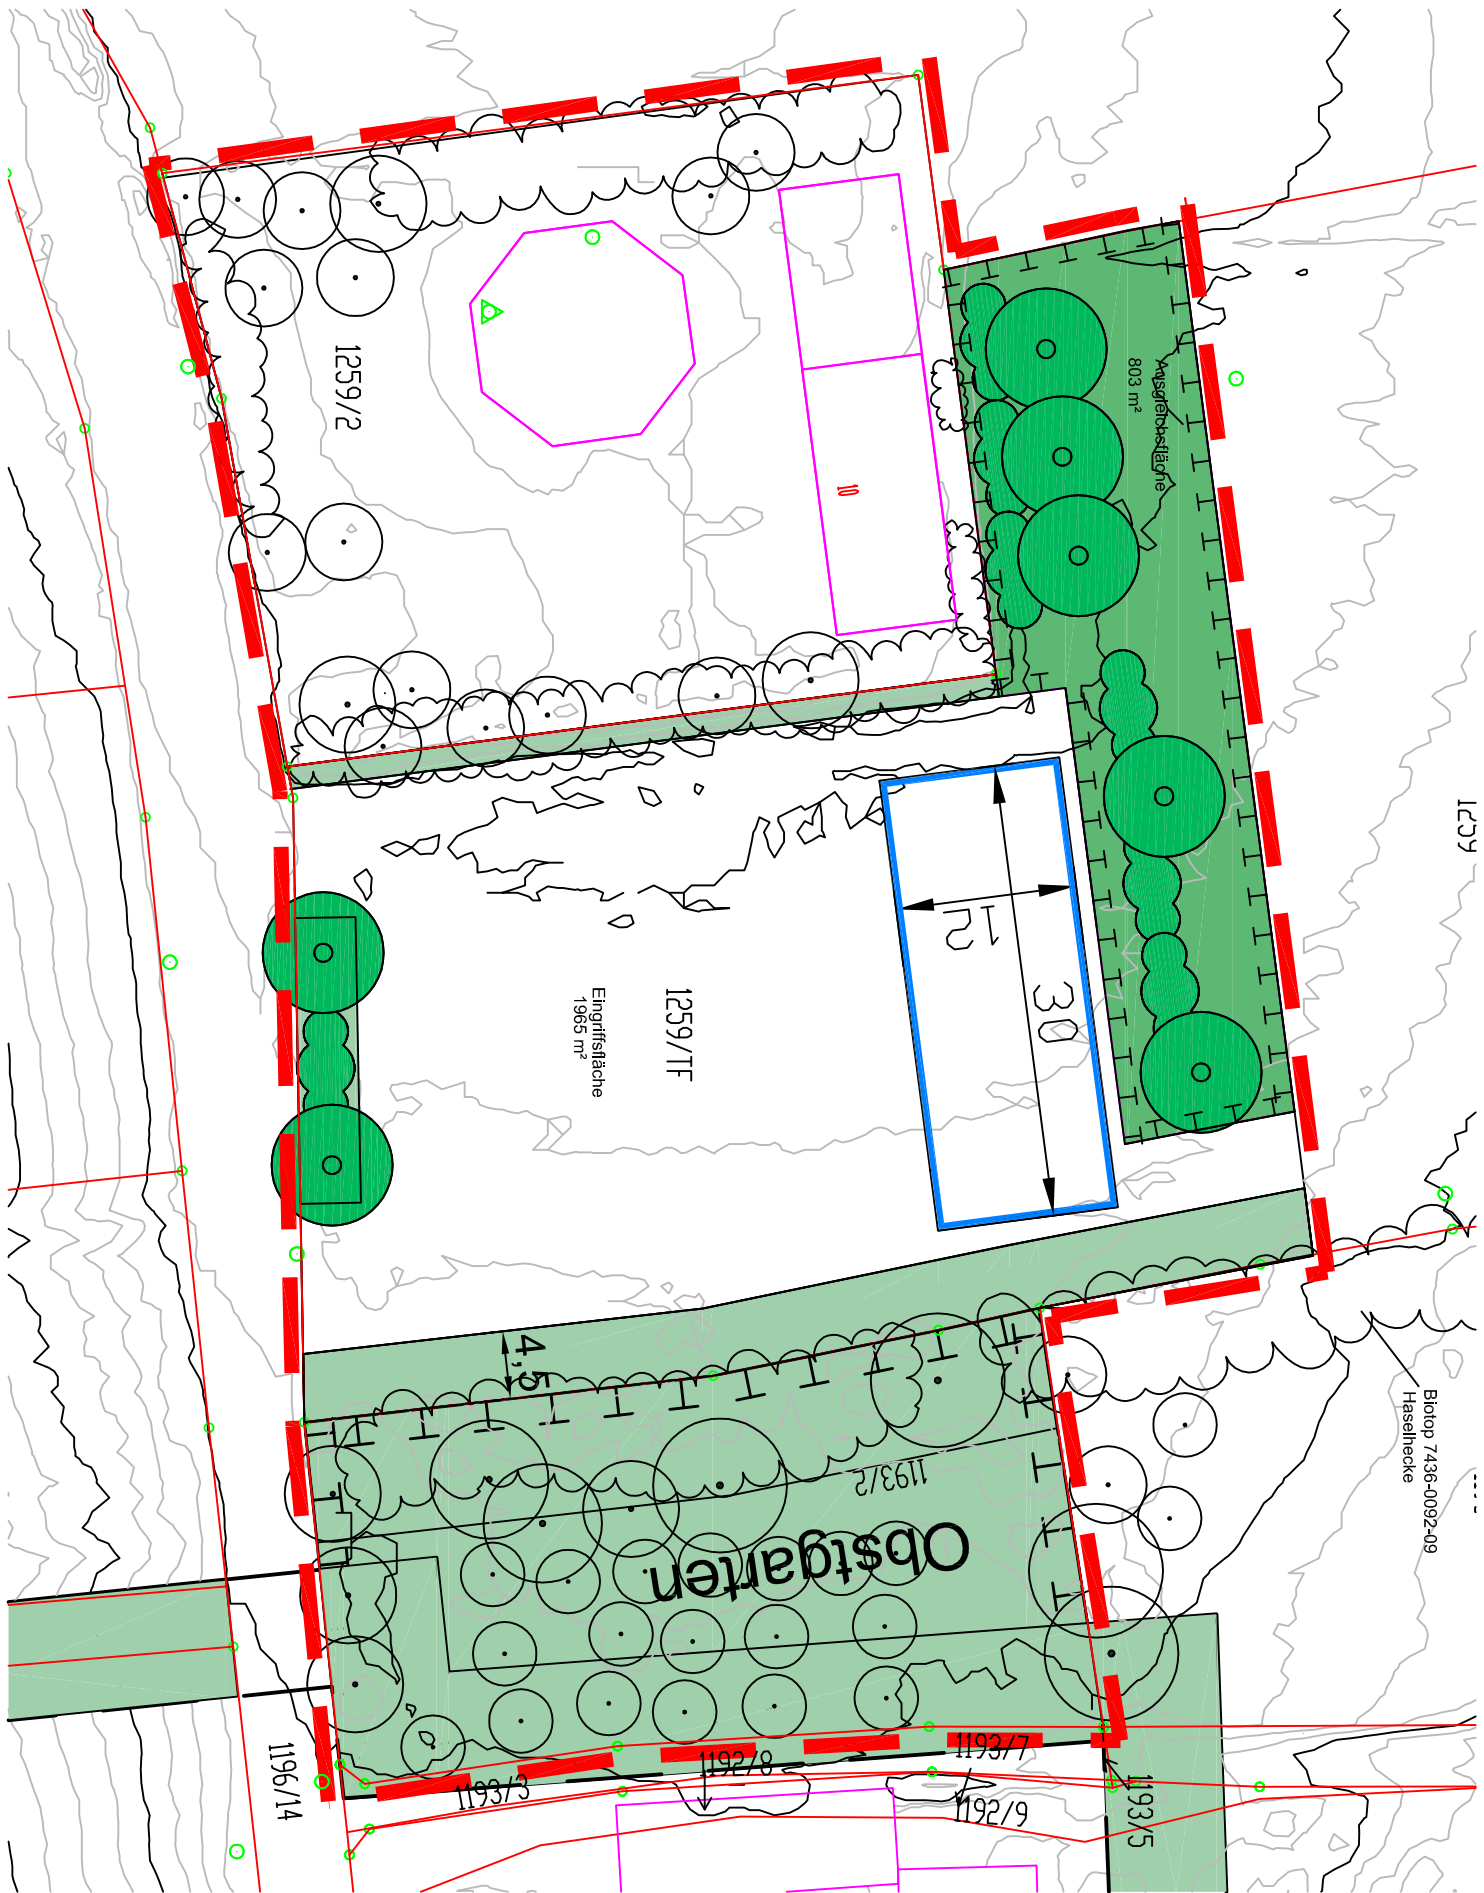 1259/2
10
Ausgleichsfläche
803 m²
1259
12
30
Eingriffsfläche
1965 m²
1259/TF
4,5
Biotop 7436-0092-09
Haselhecke
1193/2
Obstgarten
1196/14
1193/3
1192/8
1193/7
1192/9
1193/5